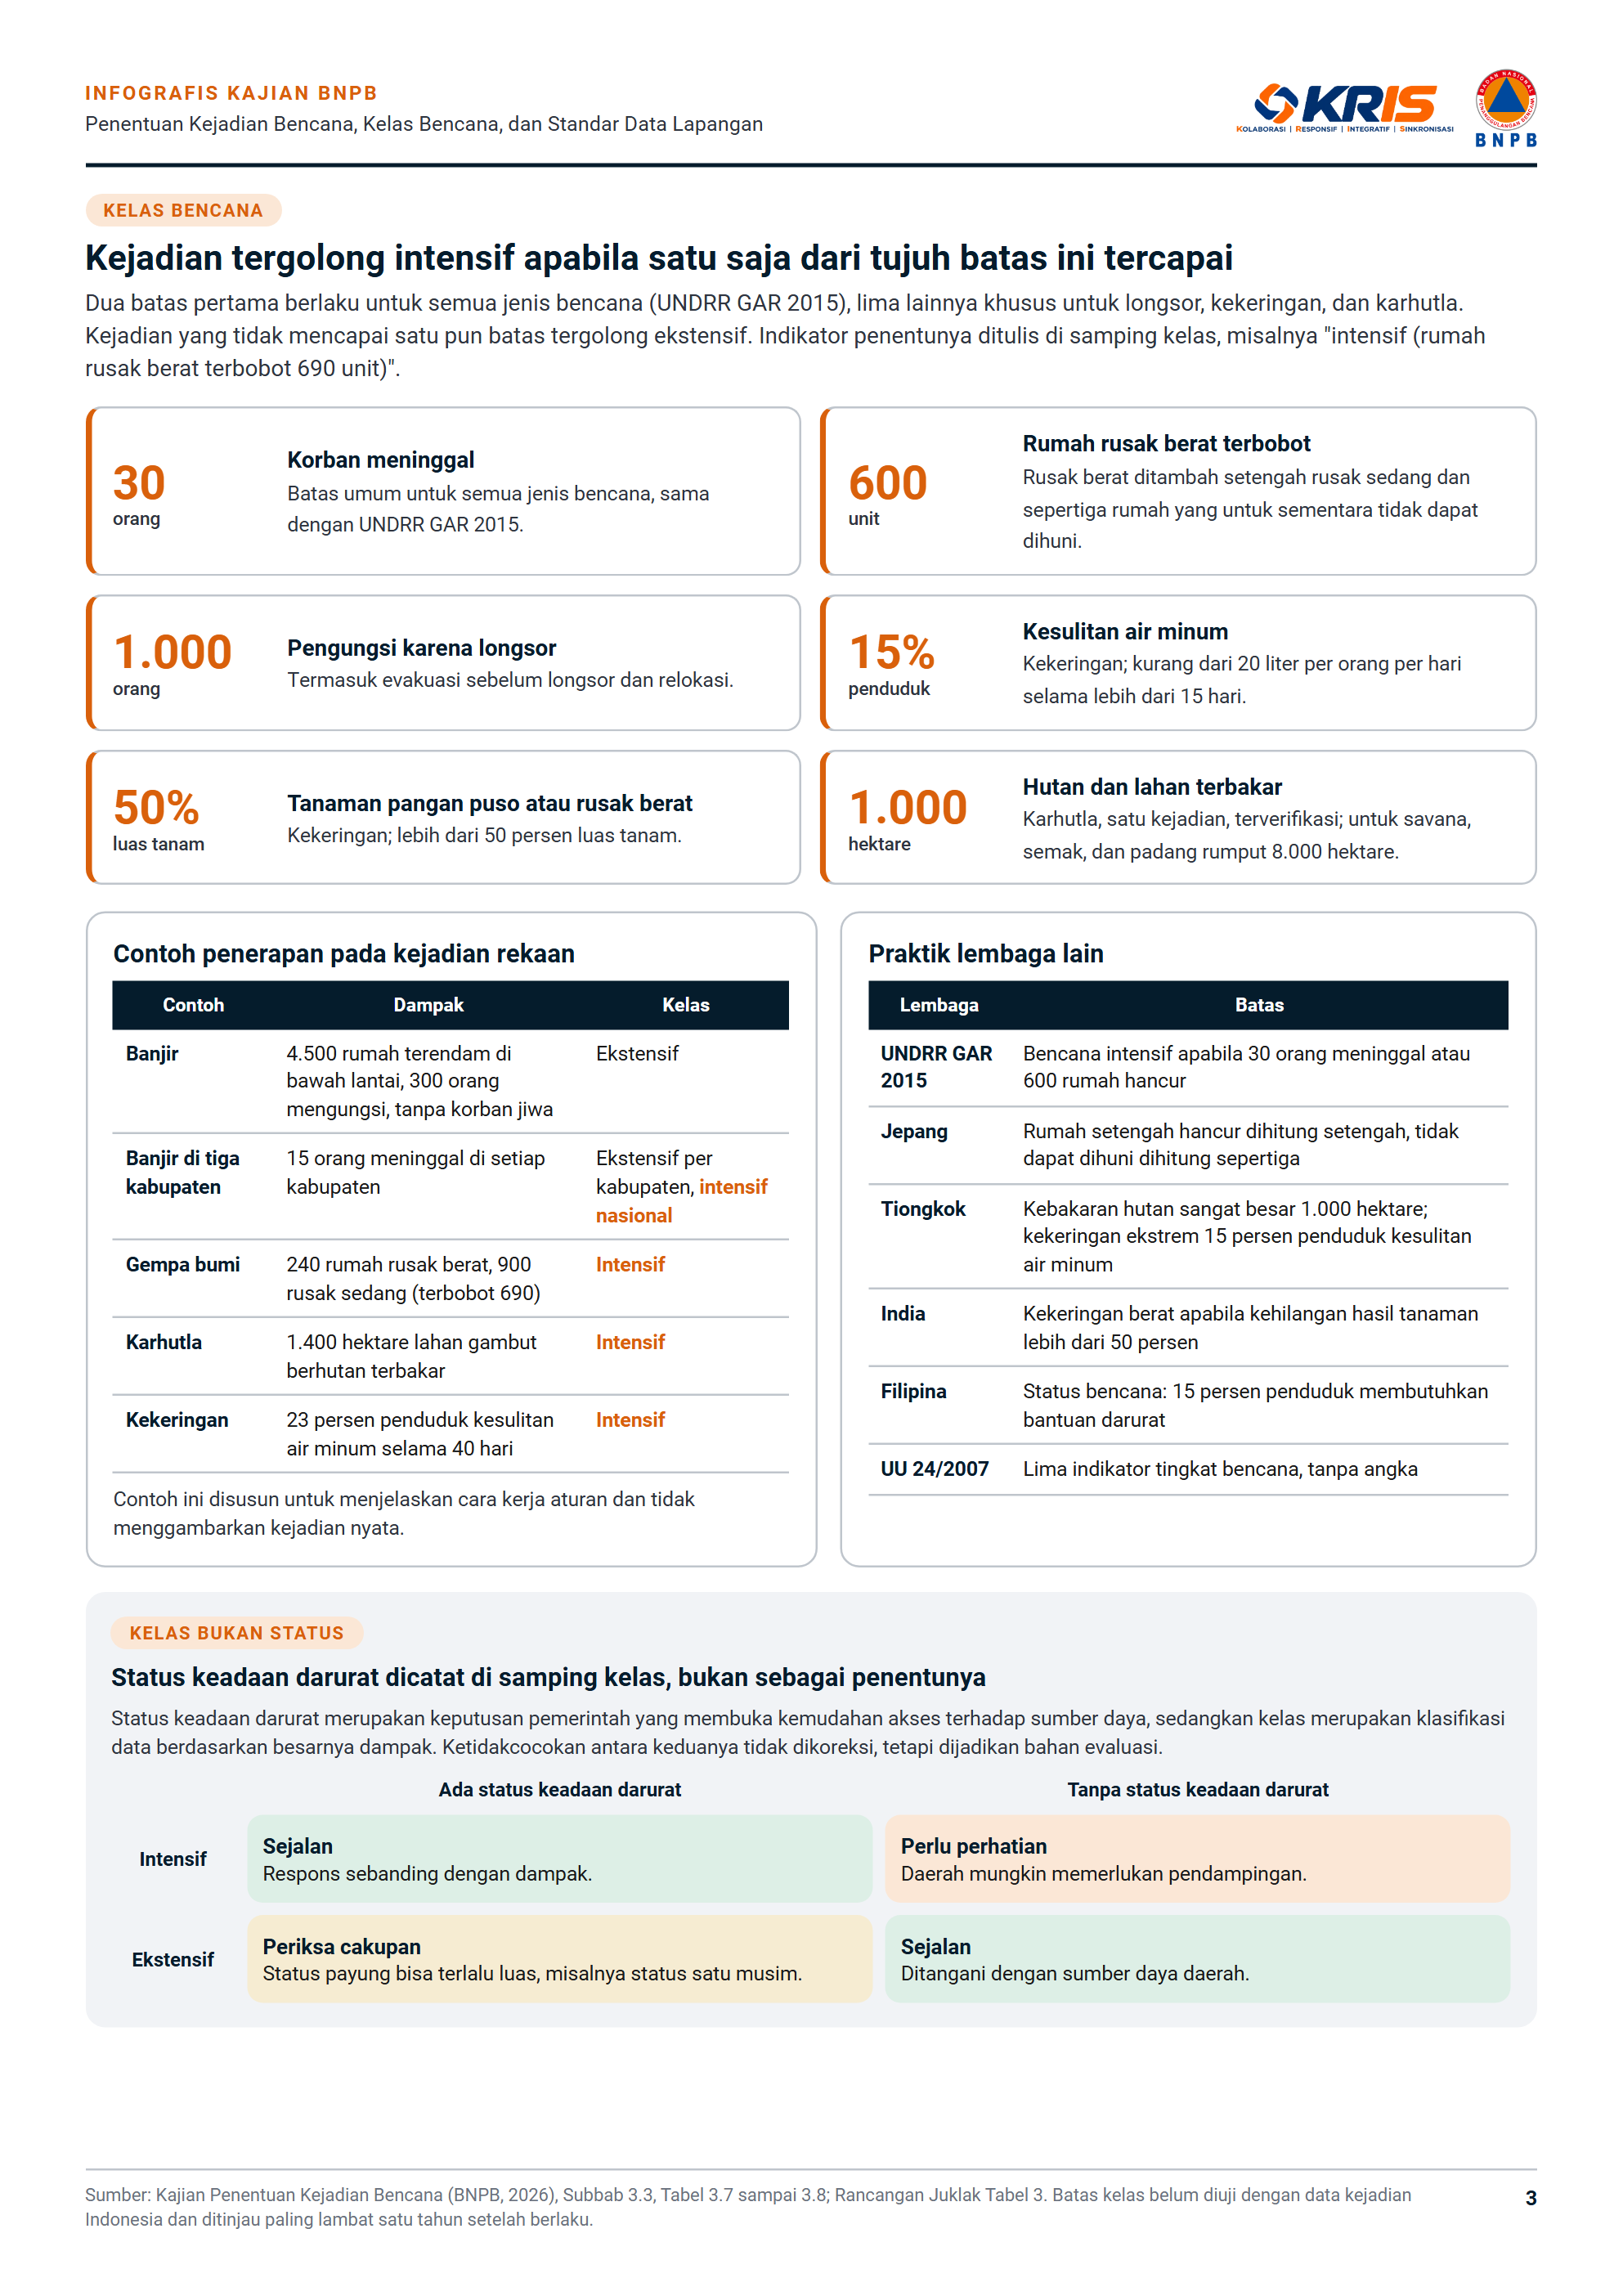 INFOGRAFIS KAJIAN BNPB
Penentuan Kejadian Bencana, Kelas Bencana, dan Standar Data Lapangan
KRIS
KOLABORASI | RESPONSIF | INTEGRATIF | SINKRONISASI
BADAN NASIONAL PENANGGULANGAN BENCANA
BNPB
KELAS BENCANA
Kejadian tergolong intensif apabila satu saja dari tujuh batas ini tercapai
Dua batas pertama berlaku untuk semua jenis bencana (UNDRR GAR 2015), lima lainnya khusus untuk longsor, kekeringan, dan karhutla.
Kejadian yang tidak mencapai satu pun batas tergolong ekstensif. Indikator penentunya ditulis di samping kelas, misalnya "intensif (rumah
rusak berat terbobot 690 unit)".
30
orang
Korban meninggal
Batas umum untuk semua jenis bencana, sama
dengan UNDRR GAR 2015.
600
unit
Rumah rusak berat terbobot
Rusak berat ditambah setengah rusak sedang dan
sepertiga rumah yang untuk sementara tidak dapat
dihuni.
1.000
orang
Pengungsi karena longsor
Termasuk evakuasi sebelum longsor dan relokasi.
15%
penduduk
Kesulitan air minum
Kekeringan; kurang dari 20 liter per orang per hari
selama lebih dari 15 hari.
50%
luas tanam
Tanaman pangan puso atau rusak berat
Kekeringan; lebih dari 50 persen luas tanam.
1.000
hektare
Hutan dan lahan terbakar
Karhutla, satu kejadian, terverifikasi; untuk savana,
semak, dan padang rumput 8.000 hektare.
Contoh penerapan pada kejadian rekaan
Contoh Dampak Kelas
Banjir
4.500 rumah terendam di
bawah lantai, 300 orang
mengungsi, tanpa korban jiwa
Ekstensif
Banjir di tiga
kabupaten
15 orang meninggal di setiap
kabupaten
Ekstensif per
kabupaten, intensif
nasional
Gempa bumi
240 rumah rusak berat, 900
rusak sedang (terbobot 690)
Intensif
Karhutla
1.400 hektare lahan gambut
berhutan terbakar
Intensif
Kekeringan
23 persen penduduk kesulitan
air minum selama 40 hari
Intensif
Contoh ini disusun untuk menjelaskan cara kerja aturan dan tidak
menggambarkan kejadian nyata.
Praktik lembaga lain
Lembaga Batas
UNDRR GAR
2015
Bencana intensif apabila 30 orang meninggal atau
600 rumah hancur
Jepang
Rumah setengah hancur dihitung setengah, tidak
dapat dihuni dihitung sepertiga
Tiongkok
Kebakaran hutan sangat besar 1.000 hektare;
kekeringan ekstrem 15 persen penduduk kesulitan
air minum
India
Kekeringan berat apabila kehilangan hasil tanaman
lebih dari 50 persen
Filipina
Status bencana: 15 persen penduduk membutuhkan
bantuan darurat
UU 24/2007
Lima indikator tingkat bencana, tanpa angka
KELAS BUKAN STATUS
Status keadaan darurat dicatat di samping kelas, bukan sebagai penentunya
Status keadaan darurat merupakan keputusan pemerintah yang membuka kemudahan akses terhadap sumber daya, sedangkan kelas merupakan klasifikasi
data berdasarkan besarnya dampak. Ketidakcocokan antara keduanya tidak dikoreksi, tetapi dijadikan bahan evaluasi.
Ada status keadaan darurat
Tanpa status keadaan darurat
Intensif
Sejalan
Respons sebanding dengan dampak.
Perlu perhatian
Daerah mungkin memerlukan pendampingan.
Ekstensif
Periksa cakupan
Status payung bisa terlalu luas, misalnya status satu musim.
Sejalan
Ditangani dengan sumber daya daerah.
Sumber: Kajian Penentuan Kejadian Bencana (BNPB, 2026), Subbab 3.3, Tabel 3.7 sampai 3.8; Rancangan Juklak Tabel 3. Batas kelas belum diuji dengan data kejadian
Indonesia dan ditinjau paling lambat satu tahun setelah berlaku.
3